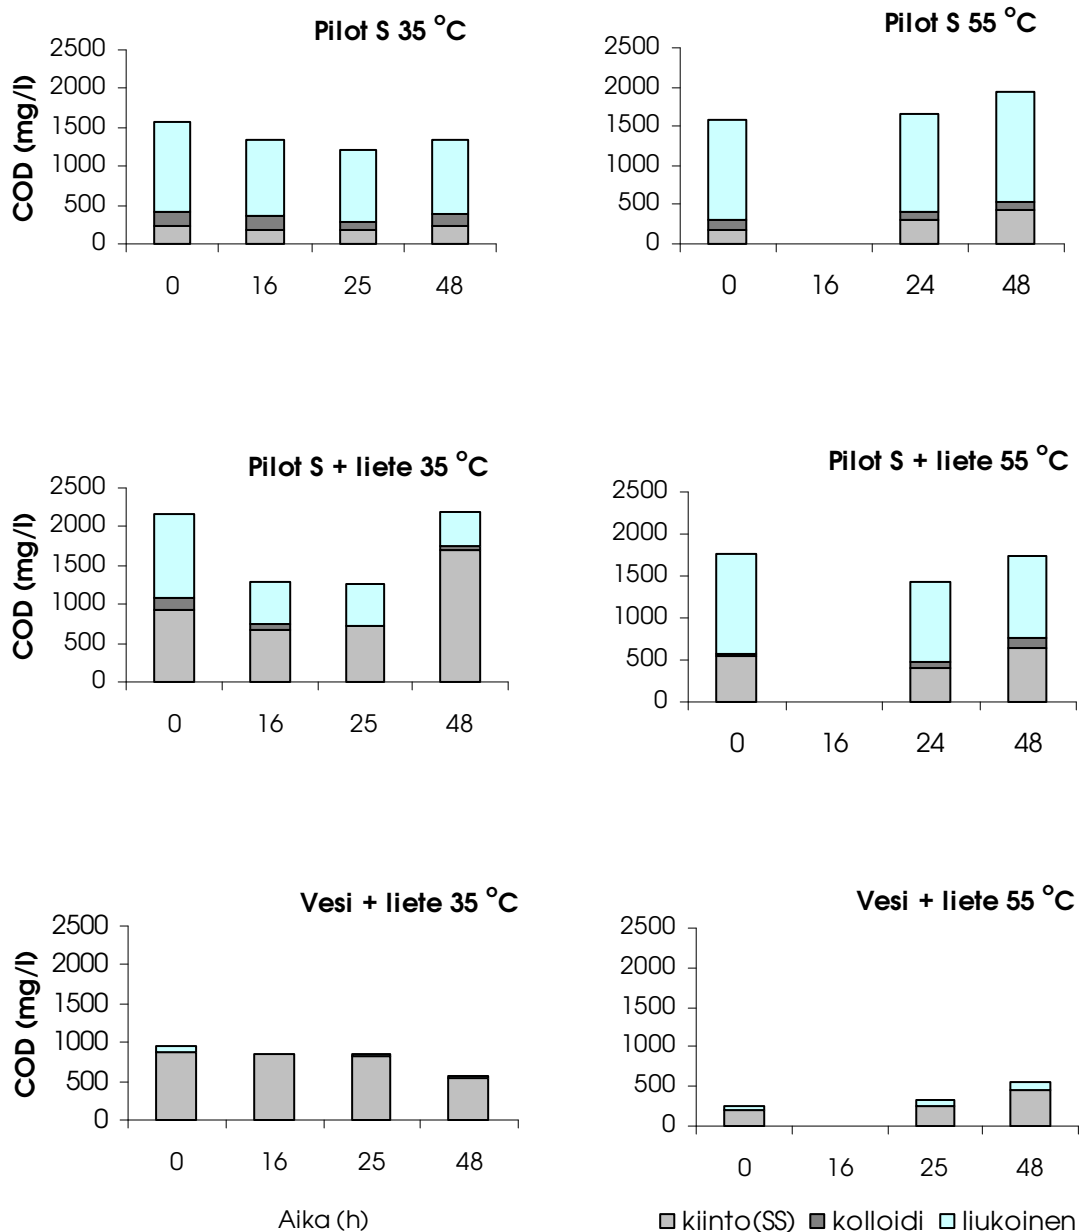 Pilot S 35 °C
COD (mg/l)
2500
2000
1500
1000
500
0
0 16 25 48
Pilot S 55 °C
2500
2000
1500
1000
500
0
0 16 24 48
Pilot S + liete 35 °C
COD (mg/l)
2500
2000
1500
1000
500
0
0 16 25 48
Pilot S + liete 55 °C
2500
2000
1500
1000
500
0
0 16 24 48
Vesi + liete 35 °C
COD (mg/l)
2500
2000
1500
1000
500
0
0 16 25 48
Aika (h)
Vesi + liete 55 °C
2500
2000
1500
1000
500
0
0 16 25 48
kiinto(SS) kolloidi liukoinen